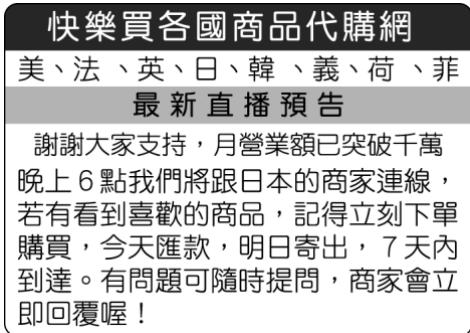 快樂買各國商品代購網
美、法、英、日、韓、義、荷、菲
最新直播預告
謝謝大家支持，月營業額已突破千萬
晚上6點我們將跟日本的商家連線，
若有看到喜歡的商品，記得立刻下單
購買，今天匯款，明日寄出，7天內
到達。有問題可隨時提問，商家會立
即回覆喔！